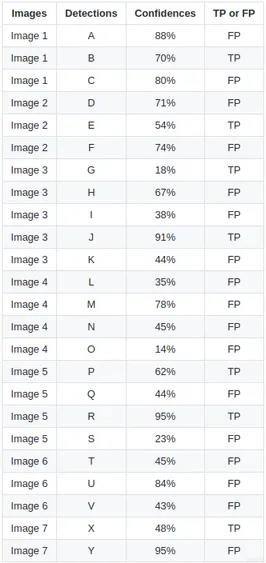 Images Detections Confidences TP or FP
Image 1 A 88% FP
Image 1 B 70% TP
Image 1 C 80% FP
Image 2 D 71% FP
Image 2 E 54% TP
Image 2 F 74% FP
Image 3 G 18% TP
Image 3 H 67% FP
Image 3 I 38% FP
Image 3 J 91% TP
Image 3 K 44% FP
Image 4 L 35% FP
Image 4 M 78% FP
Image 4 N 45% FP
Image 4 O 14% FP
Image 5 P 62% TP
Image 5 Q 44% FP
Image 5 R 95% TP
Image 5 S 23% FP
Image 6 T 45% FP
Image 6 U 84% FP
Image 6 V 43% FP
Image 7 X 48% TP
Image 7 Y 95% FP